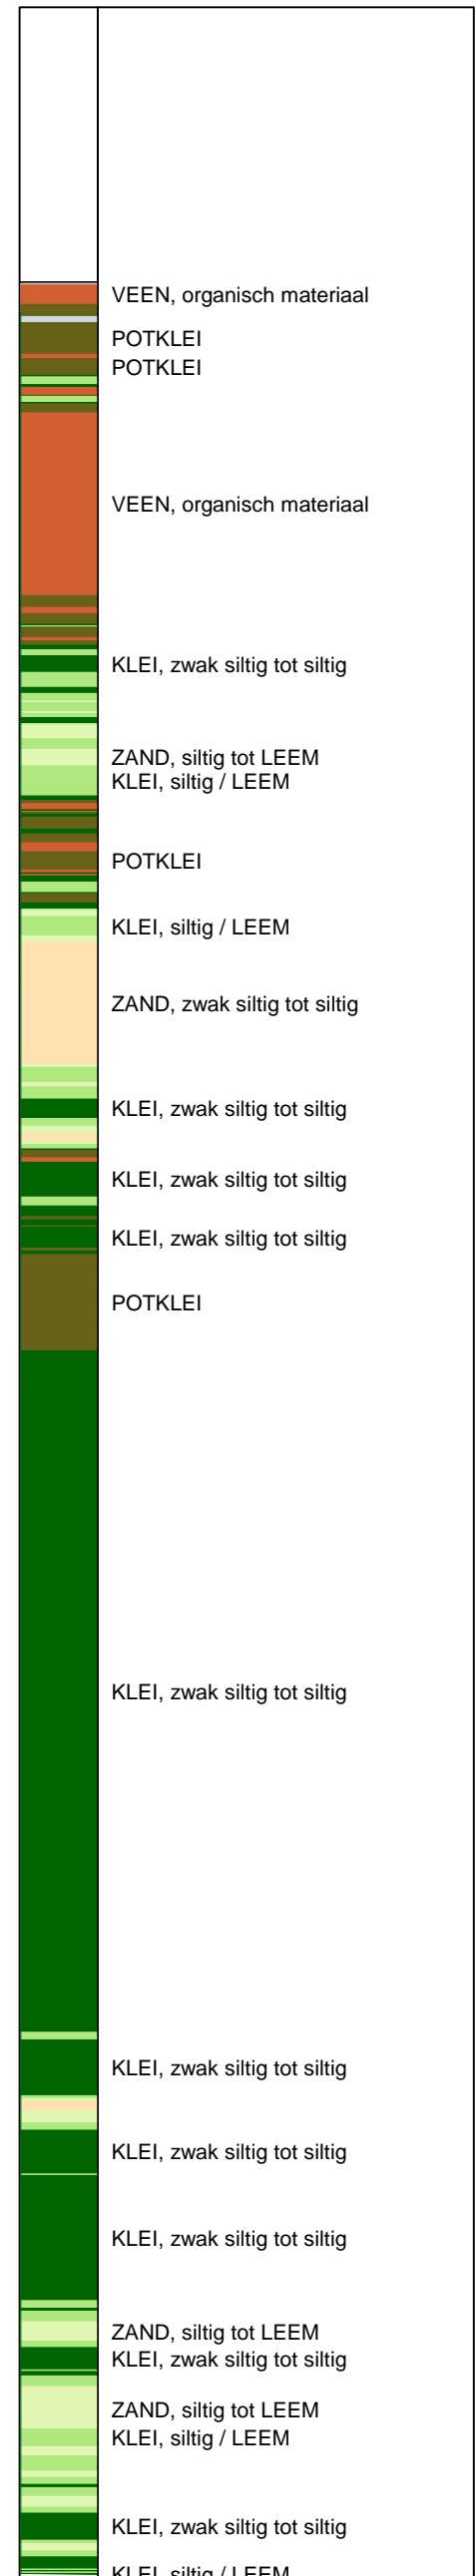 VEEN, organisch materiaal
POTKLEI
POTKLEI
VEEN, organisch materiaal
KLEI, zwak siltig tot siltig
ZAND, siltig tot LEEM
KLEI, siltig / LEEM
POTKLEI
KLEI, siltig / LEEM
ZAND, zwak siltig tot siltig
KLEI, zwak siltig tot siltig
KLEI, zwak siltig tot siltig
KLEI, zwak siltig tot siltig
POTKLEI
KLEI, zwak siltig tot siltig
KLEI, zwak siltig tot siltig
KLEI, zwak siltig tot siltig
KLEI, zwak siltig tot siltig
ZAND, siltig tot LEEM
KLEI, zwak siltig tot siltig
ZAND, siltig tot LEEM
KLEI, siltig / LEEM
KLEI, zwak siltig tot siltig
KLEI, siltig / LEEM